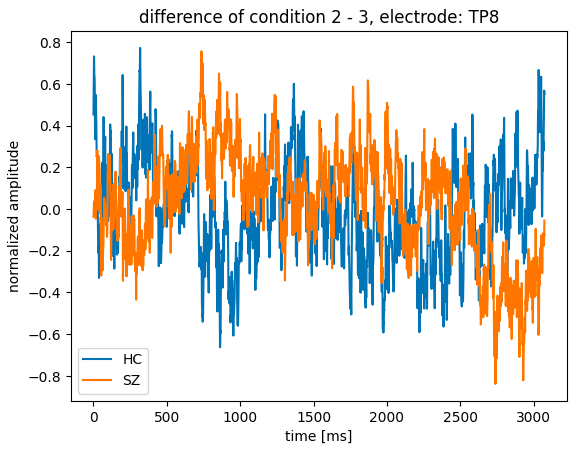 difference of condition 2 - 3, electrode: TP8
normalized amplitude
0.8
0.6
0.4
0.2
0.0
−0.2
−0.4
−0.6
−0.8
HC
SZ
0 500 1000 1500 2000 2500 3000
time [ms]